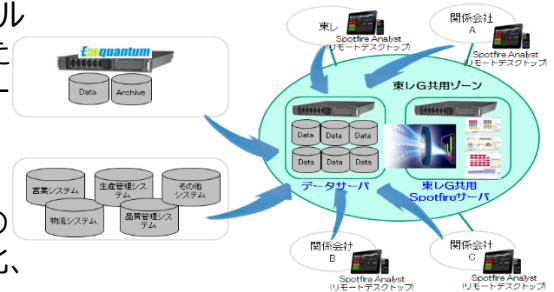 ル
た
ー
の
化、
Exaquantum
Data
Archive
営業システム
生産管理システム
その他
システム
物流システム
品質管理システム
東レ
Spotfire Analyst
(リモートデスクトップ)
関係会社
A
Spotfire Analyst
(リモートデスクトップ)
東レG共用ゾーン
Data Data Data
Data Data Data
データサーバ
東レG共用
Spotfireサーバ
関係会社
B
Spotfire Analyst
(リモートデスクトップ)
関係会社
C
Spotfire Analyst
(リモートデスクトップ)